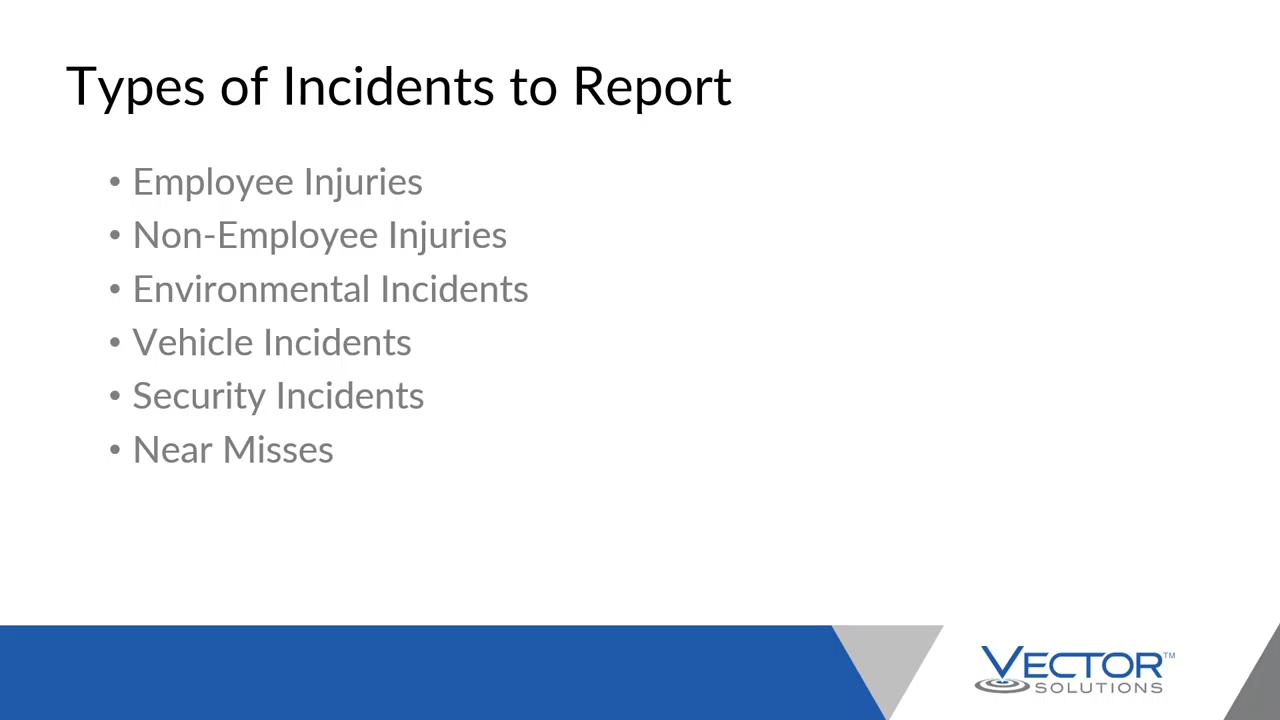 Types of Incidents to Report
• Employee Injuries
• Non-Employee Injuries
• Environmental Incidents
• Vehicle Incidents
• Security Incidents
• Near Misses
VECTOR™
SOLUTIONS